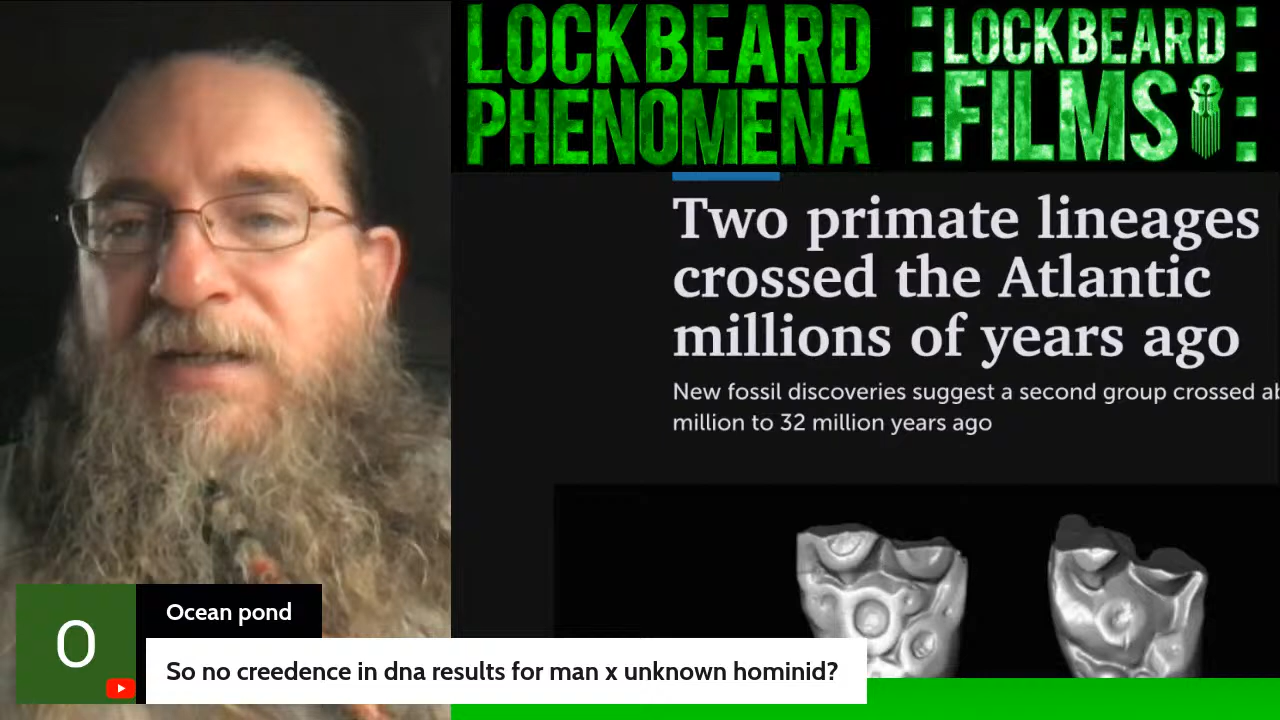 LOCKBEARD
PHENOMENA
LOCKBEARD
FILMS
Two primate lineages
crossed the Atlantic
millions of years ago
New fossil discoveries suggest a second group crossed
million to 32 million years ago
O
Ocean pond
So no creedence in dna results for man x unknown hominid?